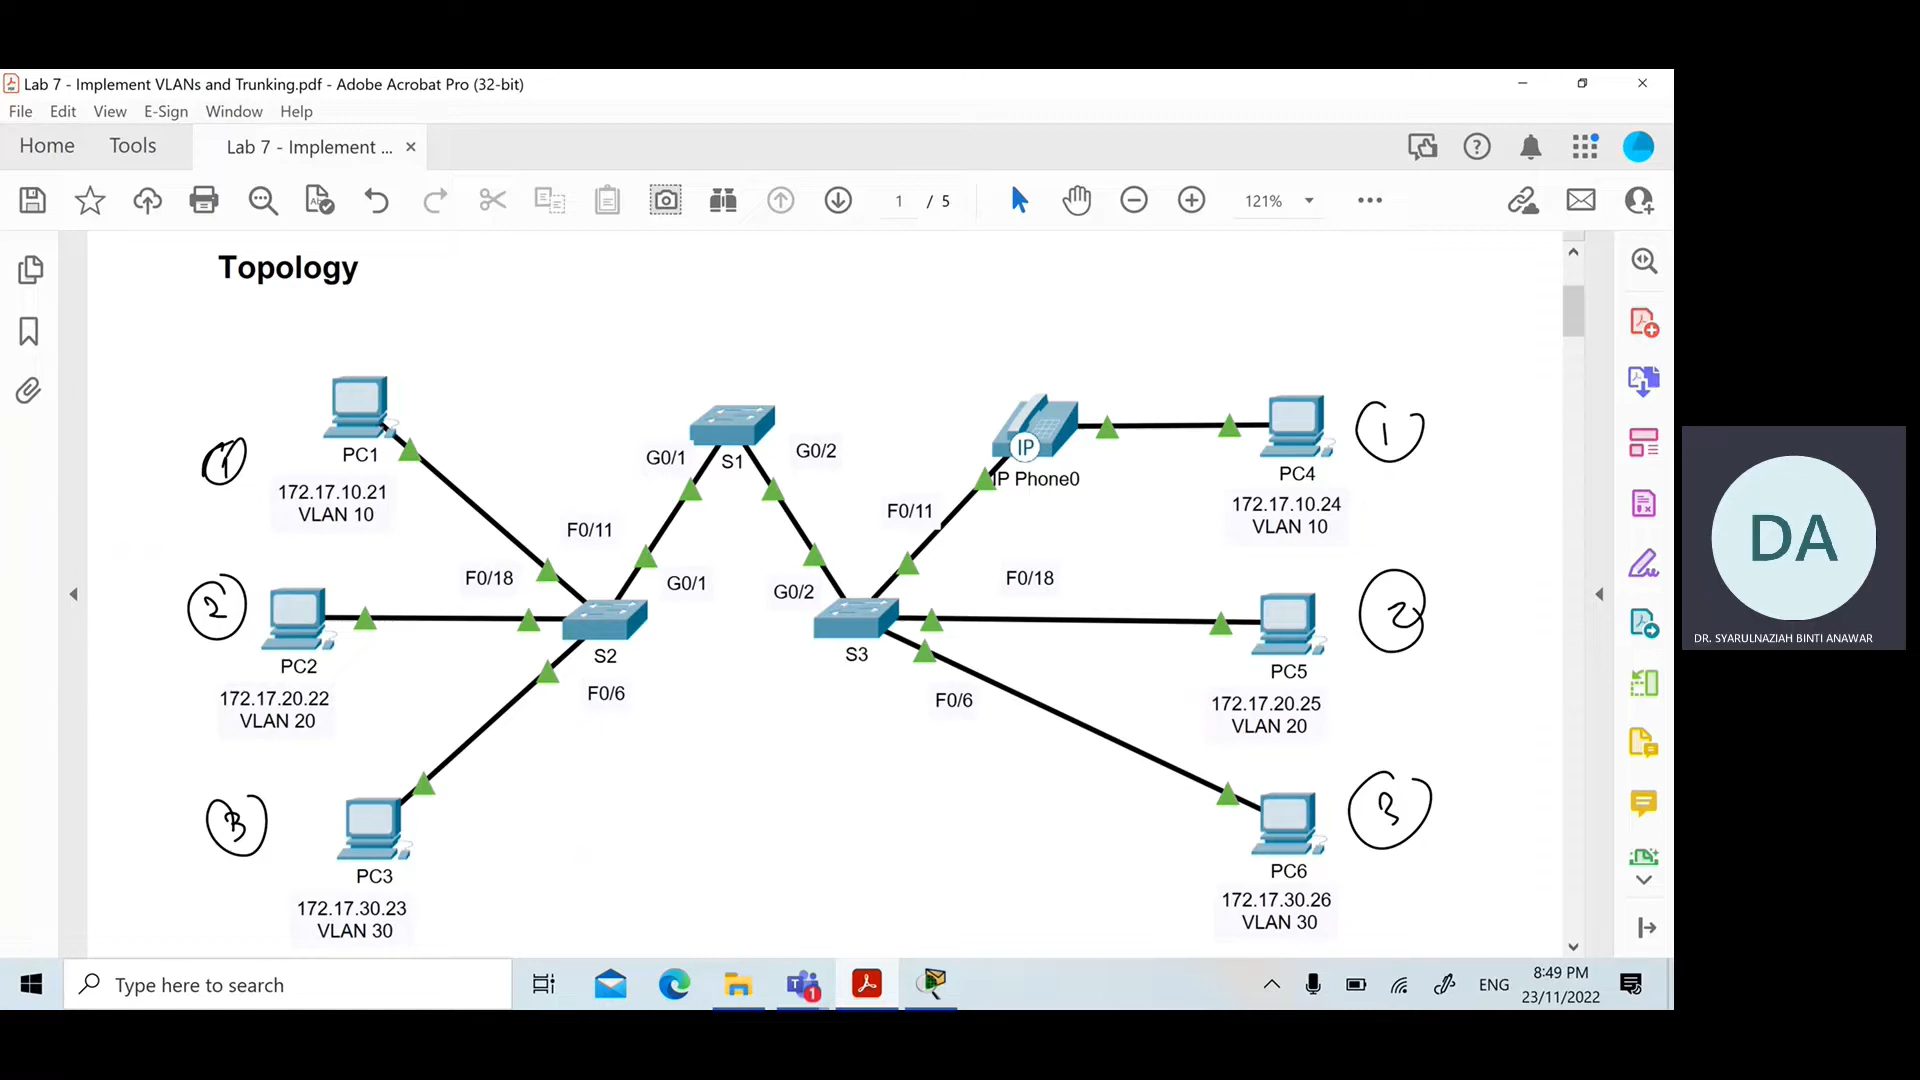 Lab 7 - Implement VLANs and Trunking.pdf - Adobe Acrobat Pro (32-bit)
File Edit View E-Sign Window Help
Home Tools Lab 7 - Implement ...
1 / 5 121%
Topology
PC1
172.17.10.21
VLAN 10
1
PC2
172.17.20.22
VLAN 20
2
PC3
172.17.30.23
VLAN 30
3
F0/11
F0/18
F0/6
S2
G0/1
G0/1
S1
G0/2
G0/2
S3
F0/11
F0/18
F0/6
IP
IP Phone0
PC4
172.17.10.24
VLAN 10
1
PC5
172.17.20.25
VLAN 20
2
PC6
172.17.30.26
VLAN 30
3
DA
DR. SYARULNAZIAH BINTI ANAWAR
Type here to search
1
ENG
8:49 PM
23/11/2022